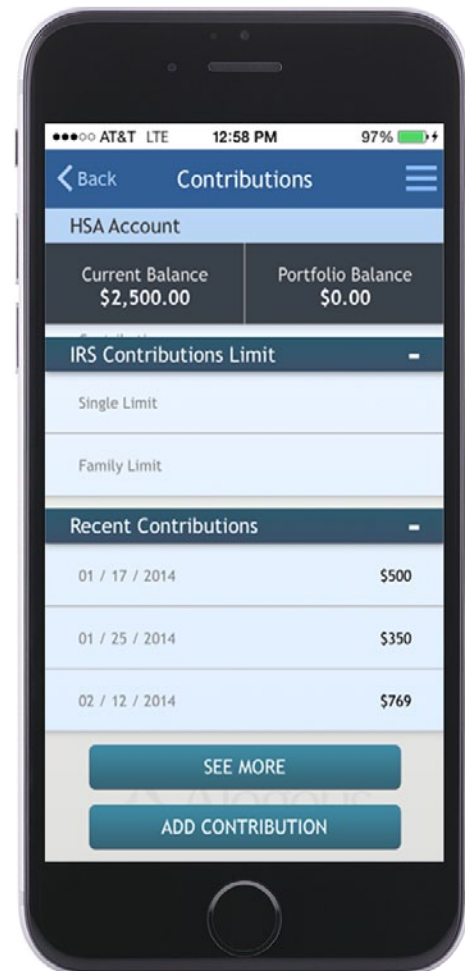 AT&T LTE 12:58 PM 97%
Back Contributions
HSA Account
Current Balance Portfolio Balance
$2,500.00 $0.00
IRS Contributions Limit -
Single Limit
Family Limit
Recent Contributions -
01 / 17 / 2014 $500
01 / 25 / 2014 $350
02 / 12 / 2014 $769
SEE MORE
ADD CONTRIBUTION